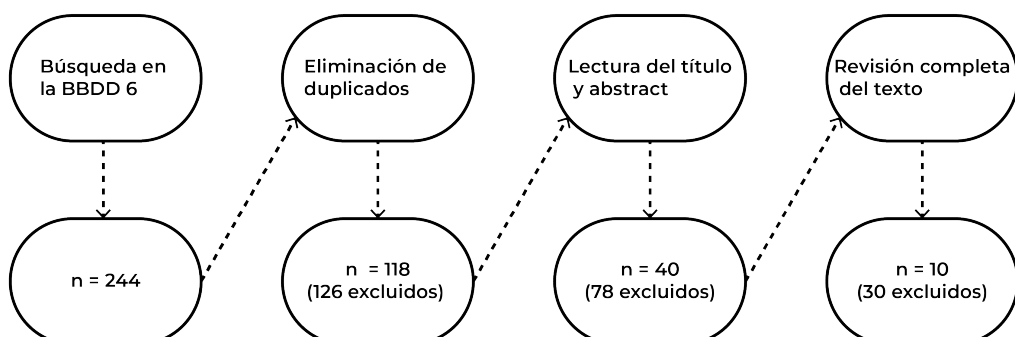 Búsqueda en
la BBDD 6
Eliminación de
duplicados
Lectura del título
y abstract
Revisión completa
del texto
n = 244
n = 118
(126 excluidos)
n = 40
(78 excluidos)
n = 10
(30 excluidos)